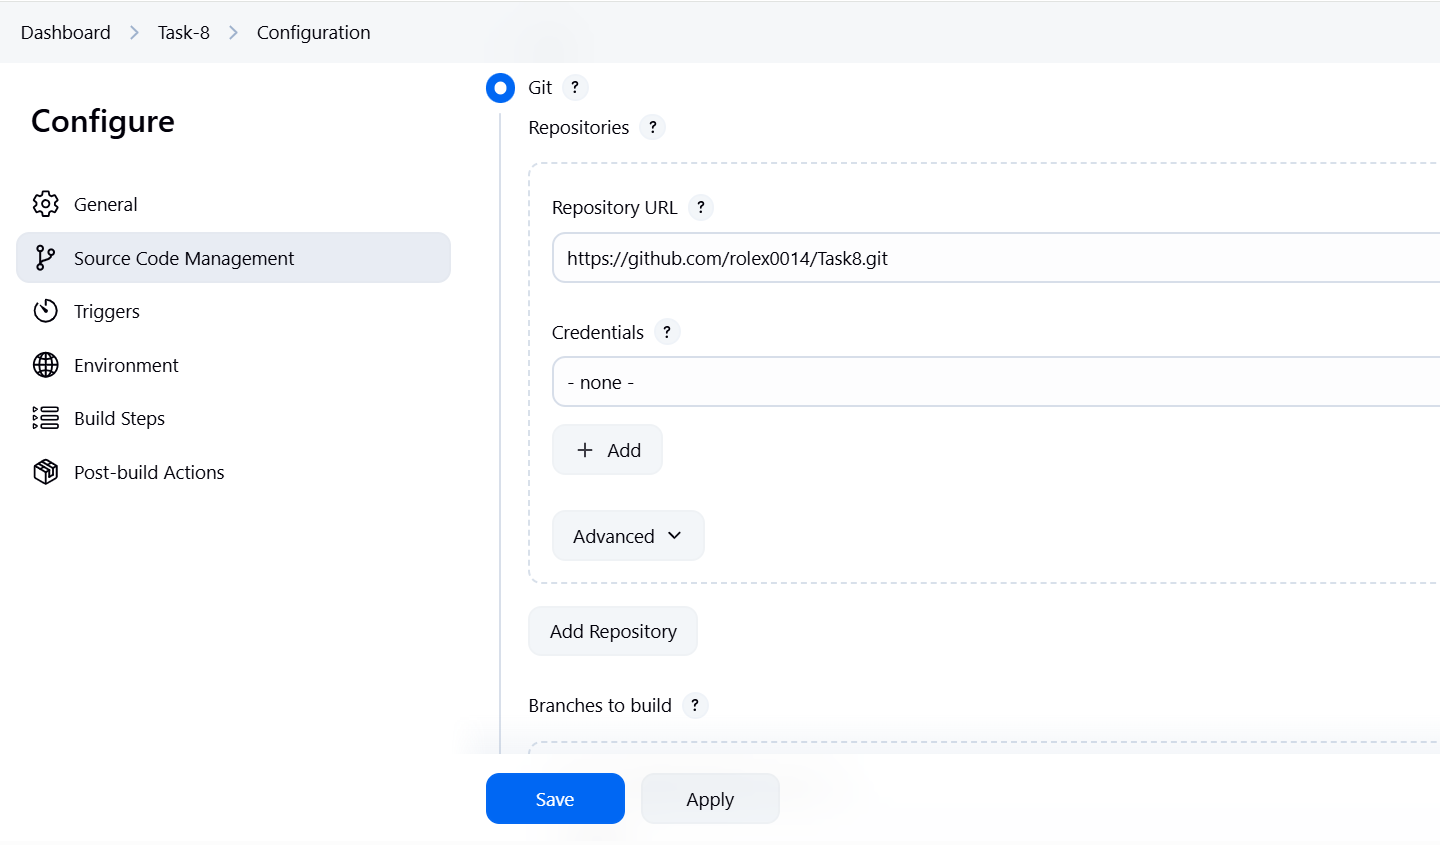 Dashboard > Task-8 > Configuration
Configure
General
Source Code Management
Triggers
Environment
Build Steps
Post-build Actions
Git ?
Repositories ?
Repository URL ?
https://github.com/rolex0014/Task8.git
Credentials ?
- none -
+ Add
Advanced
Add Repository
Branches to build ?
Save Apply